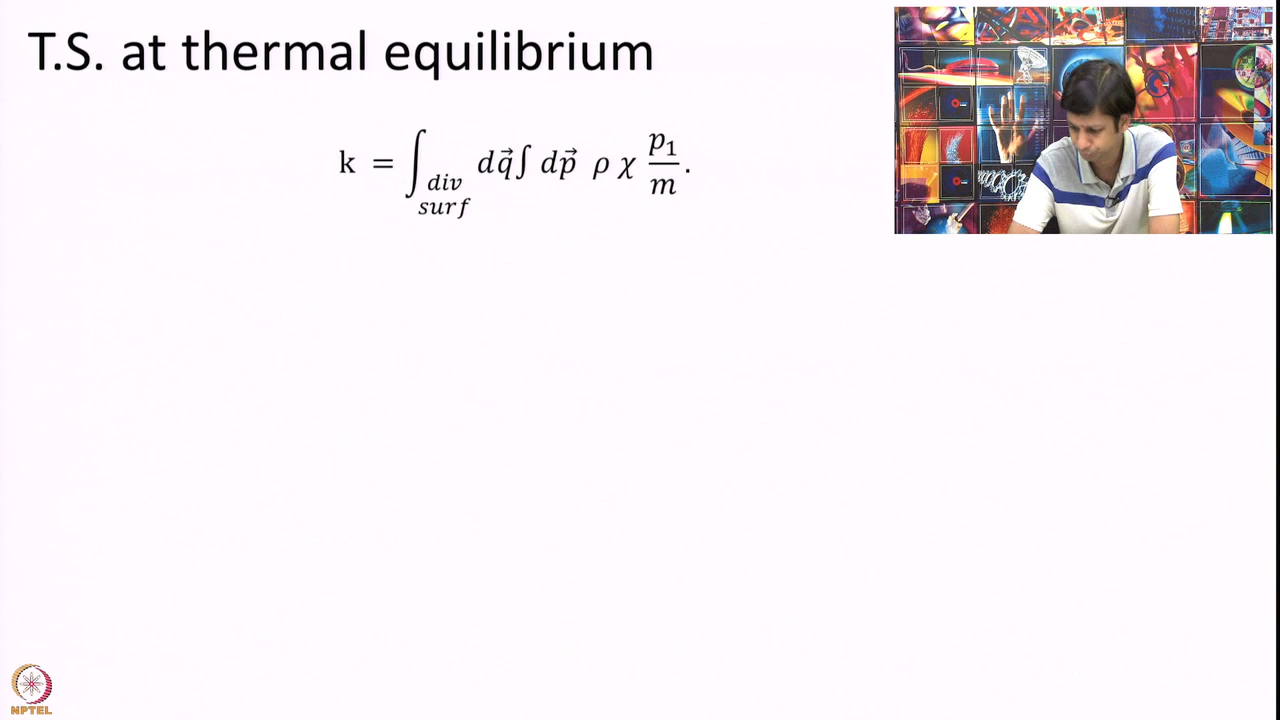 T.S. at thermal equilibrium
k = ∫_{div surf} dq⃗ ∫ dp⃗ ρ χ p₁/m.
NPTEL